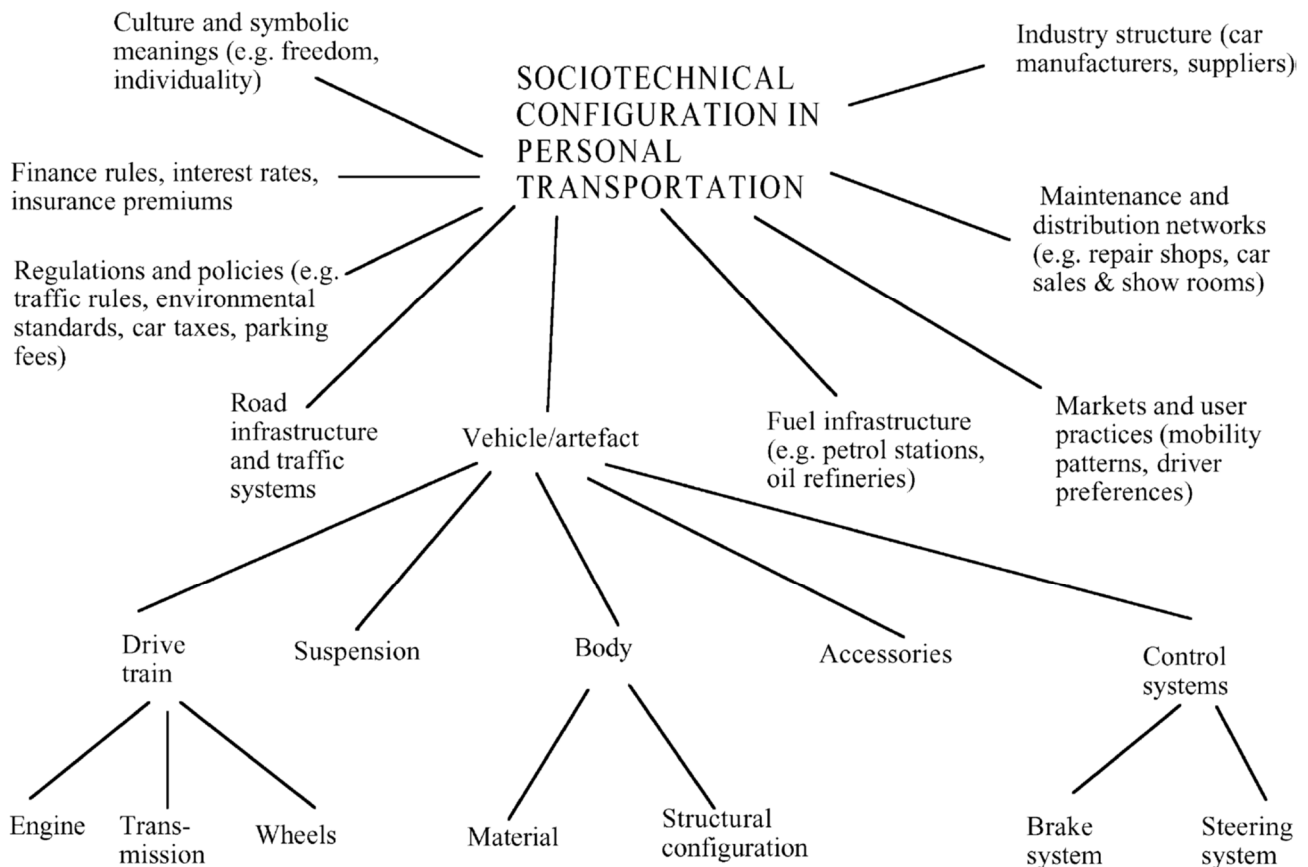 Culture and symbolic
meanings (e.g. freedom,
individuality)
SOCIOTECHNICAL
CONFIGURATION IN
PERSONAL
TRANSPORTATION
Industry structure (car
manufacturers, suppliers)
Finance rules, interest rates,
insurance premiums
Maintenance and
distribution networks
(e.g. repair shops, car
sales & show rooms)
Regulations and policies (e.g.
traffic rules, environmental
standards, car taxes, parking
fees)
Road
infrastructure
and traffic
systems
Vehicle/artefact
Fuel infrastructure
(e.g. petrol stations,
oil refineries)
Markets and user
practices (mobility
patterns, driver
preferences)
Drive
train
Suspension
Body
Accessories
Control
systems
Engine
Trans-
mission
Wheels
Material
Structural
configuration
Brake
system
Steering
system